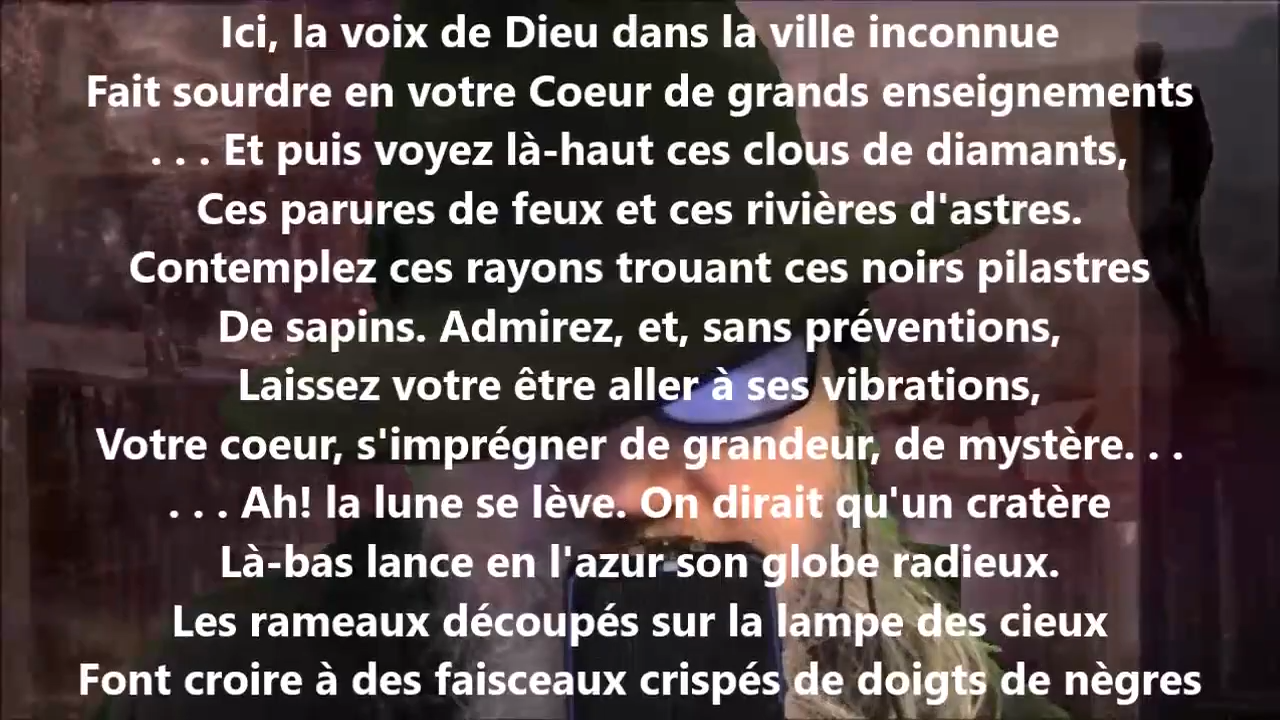 Ici, la voix de Dieu dans la ville inconnue
Fait sourdre en votre Coeur de grands enseignements
. . . Et puis voyez là-haut ces clous de diamants,
Ces parures de feux et ces rivières d'astres.
Contemplez ces rayons trouant ces noirs pilastres
De sapins. Admirez, et, sans préventions,
Laissez votre être aller à ses vibrations,
Votre coeur, s'imprégner de grandeur, de mystère. . .
. . . Ah! la lune se lève. On dirait qu'un cratère
Là-bas lance en l'azur son globe radieux.
Les rameaux découpés sur la lampe des cieux
Font croire à des faisceaux crispés de doigts de nègres